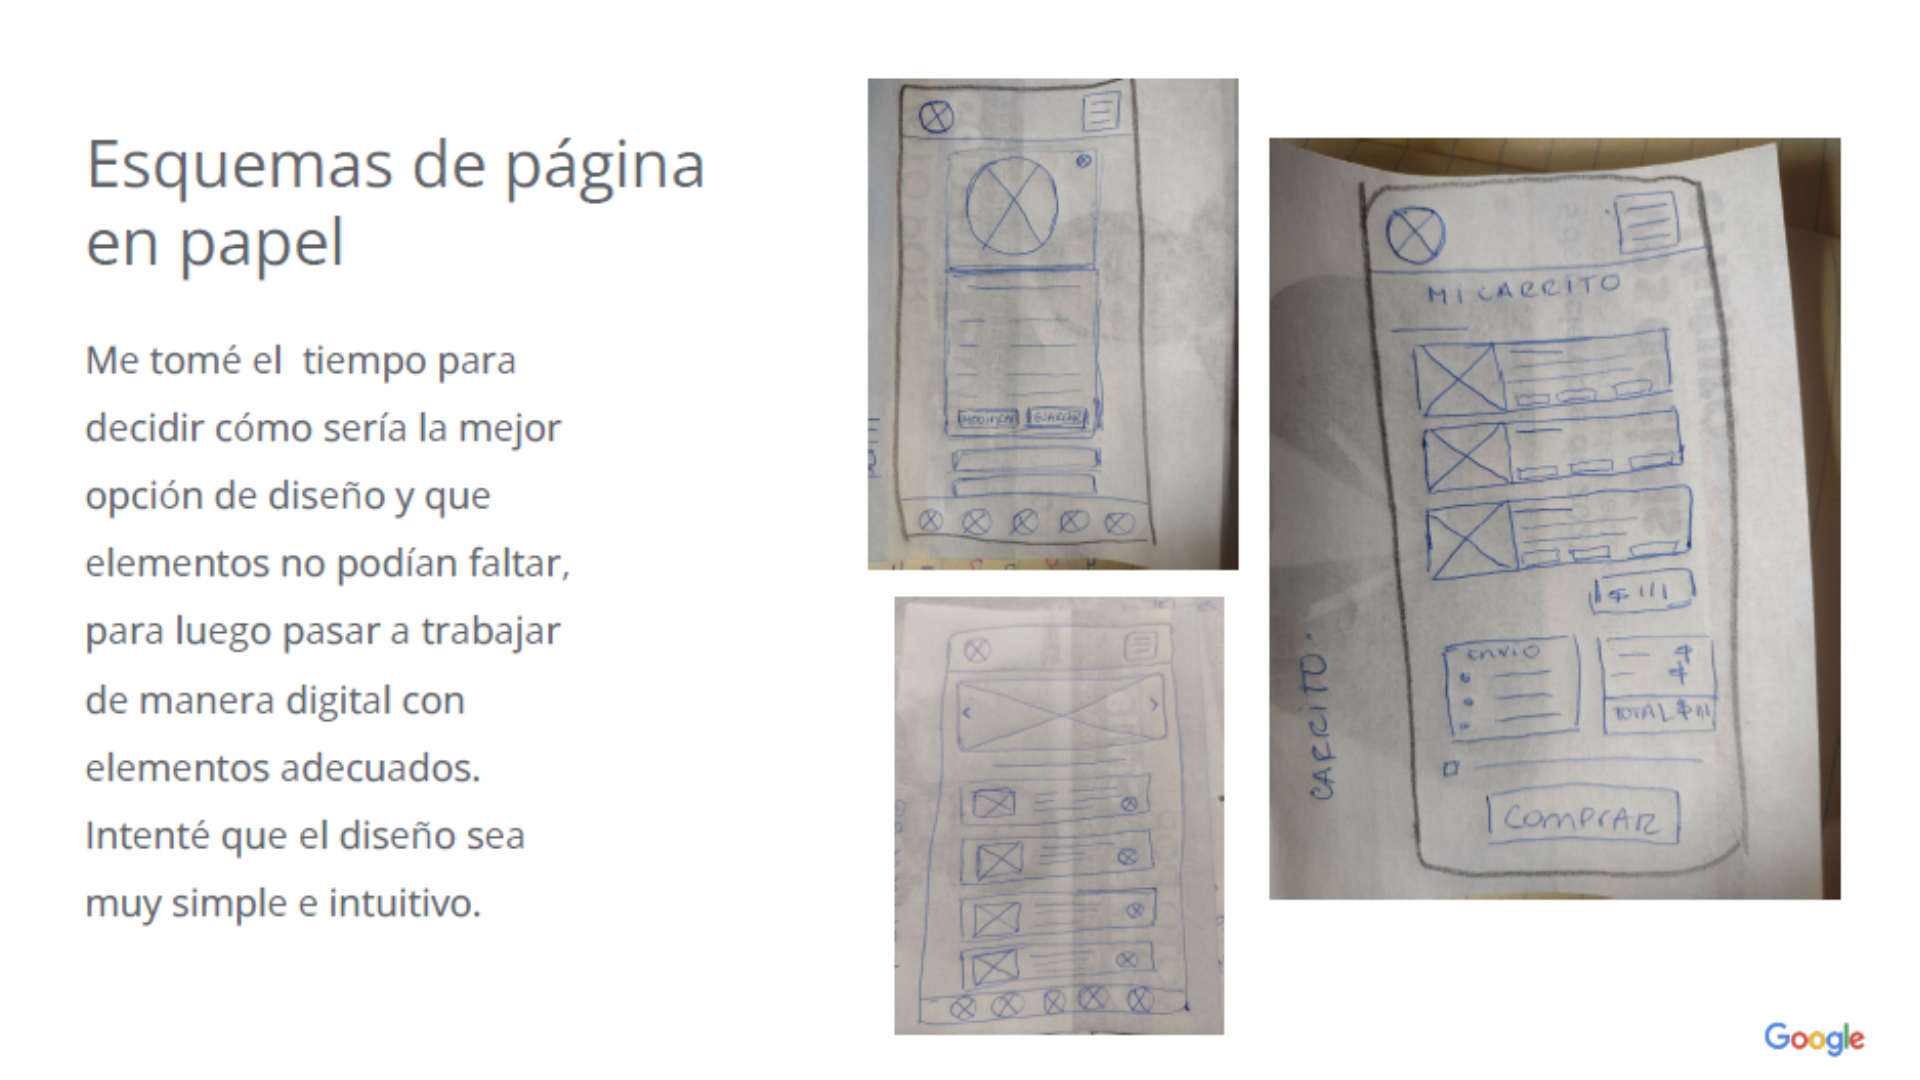 Esquemas de página
en papel
Me tomé el  tiempo para
decidir cómo sería la mejor
opción de diseño y que
elementos no podían faltar,
para luego pasar a trabajar
de manera digital con
elementos adecuados.
Intenté que el diseño sea
muy simple e intuitivo.
MI CARRITO
$ 111
envio
$
$
TOTAL $ 111
COMPrAR
CARRITO.
Google